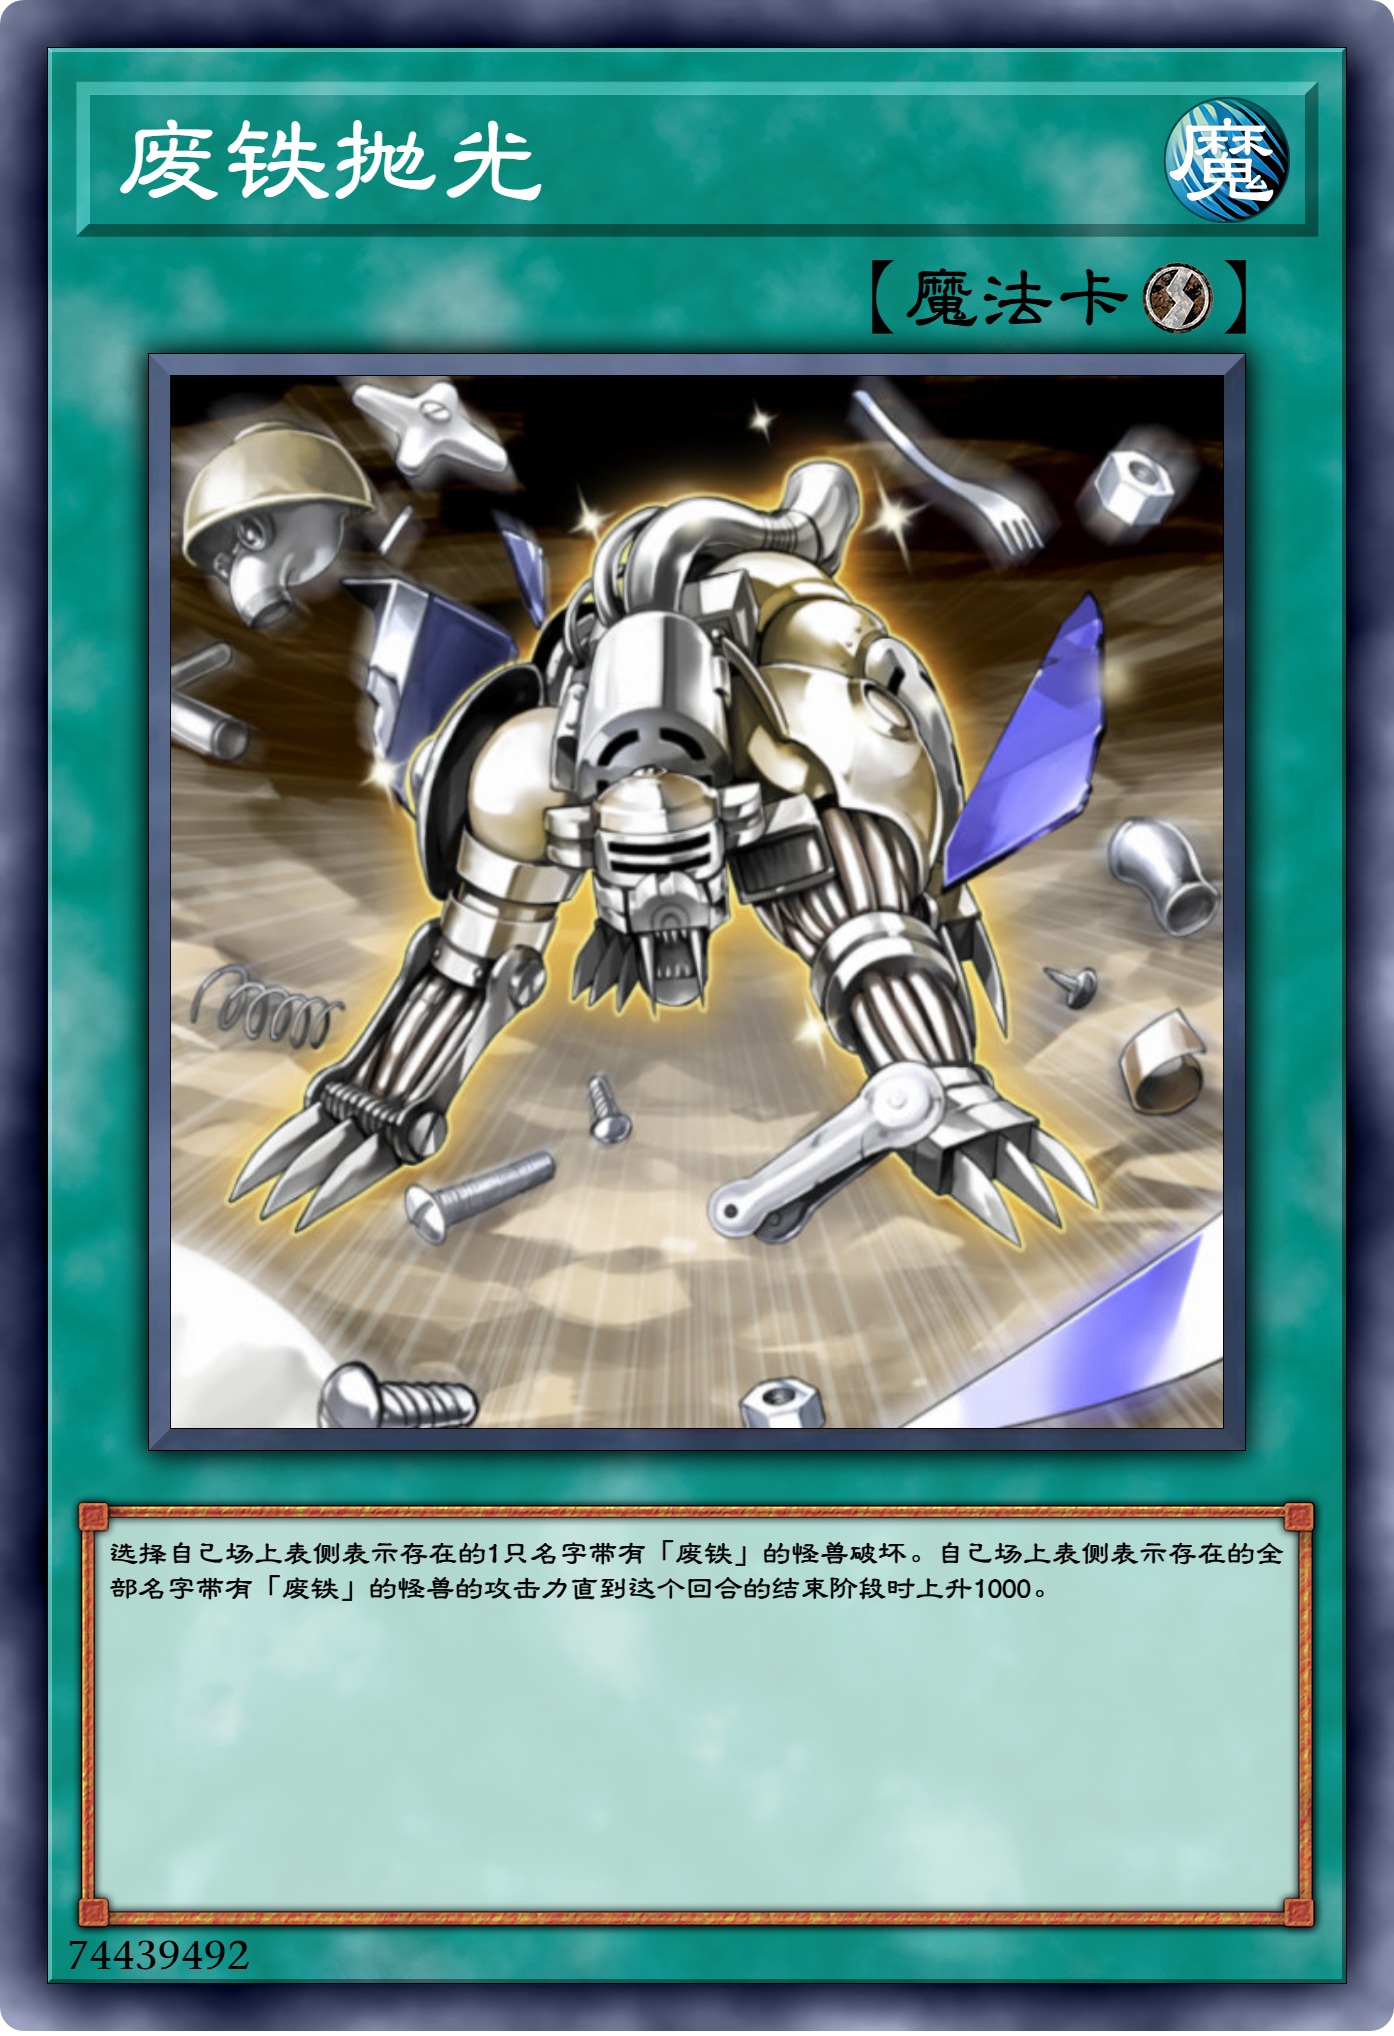 废铁抛光
魔
【魔法卡】
选择自己场上表侧表示存在的1只名字带有「废铁」的怪兽破坏。自己场上表侧表示存在的全
部名字带有「废铁」的怪兽的攻击力直到这个回合的结束阶段时上升1000。
74439492